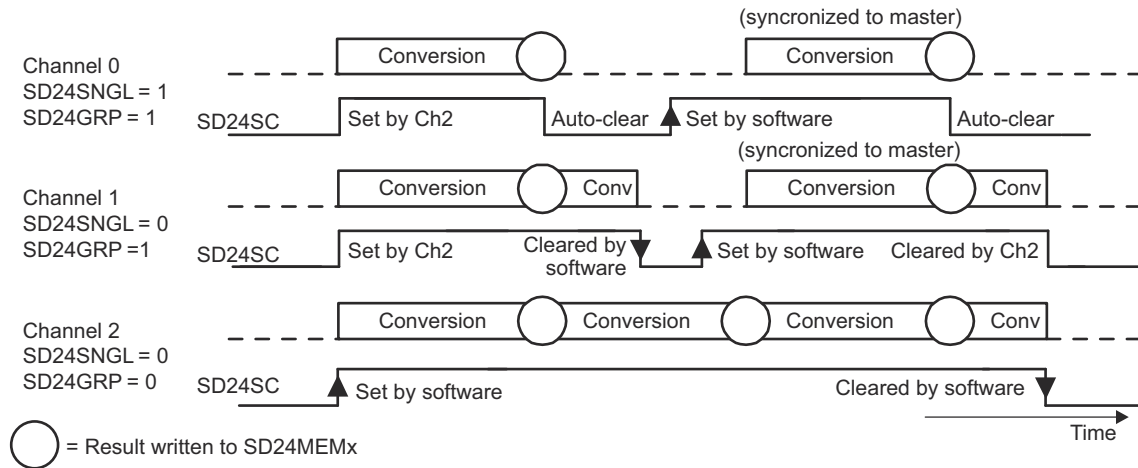 (syncronized to master)
Conversion
Conversion
Channel 0
SD24SNGL = 1
SD24GRP = 1
SD24SC
Set by Ch2
Auto-clear
Set by software
Auto-clear
(syncronized to master)
Conversion
Conv
Conversion
Conv
Channel 1
SD24SNGL = 0
SD24GRP =1
SD24SC
Set by Ch2
Cleared by
software
Set by software
Cleared by Ch2
Conversion
Conversion
Conversion
Conv
Channel 2
SD24SNGL = 0
SD24GRP = 0
SD24SC
Set by software
Cleared by software
Time
= Result written to SD24MEMx